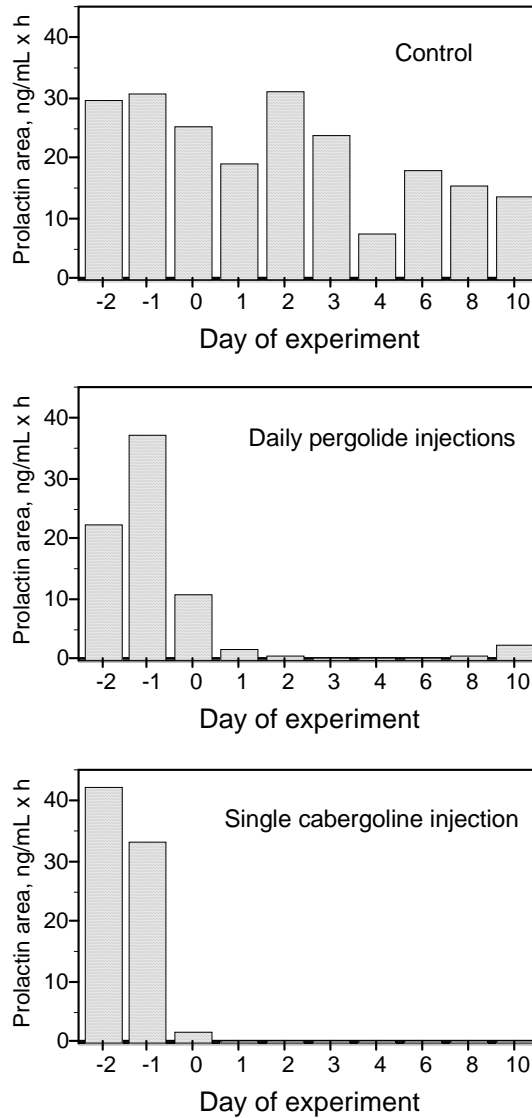 Control
Prolactin area, ng/mL x h
40
30
20
10
0
-2 -1 0 1 2 3 4 6 8 10
Day of experiment
Daily pergolide injections
Prolactin area, ng/mL x h
40
30
20
10
0
-2 -1 0 1 2 3 4 6 8 10
Day of experiment
Single cabergoline injection
Prolactin area, ng/mL x h
40
30
20
10
0
-2 -1 0 1 2 3 4 6 8 10
Day of experiment